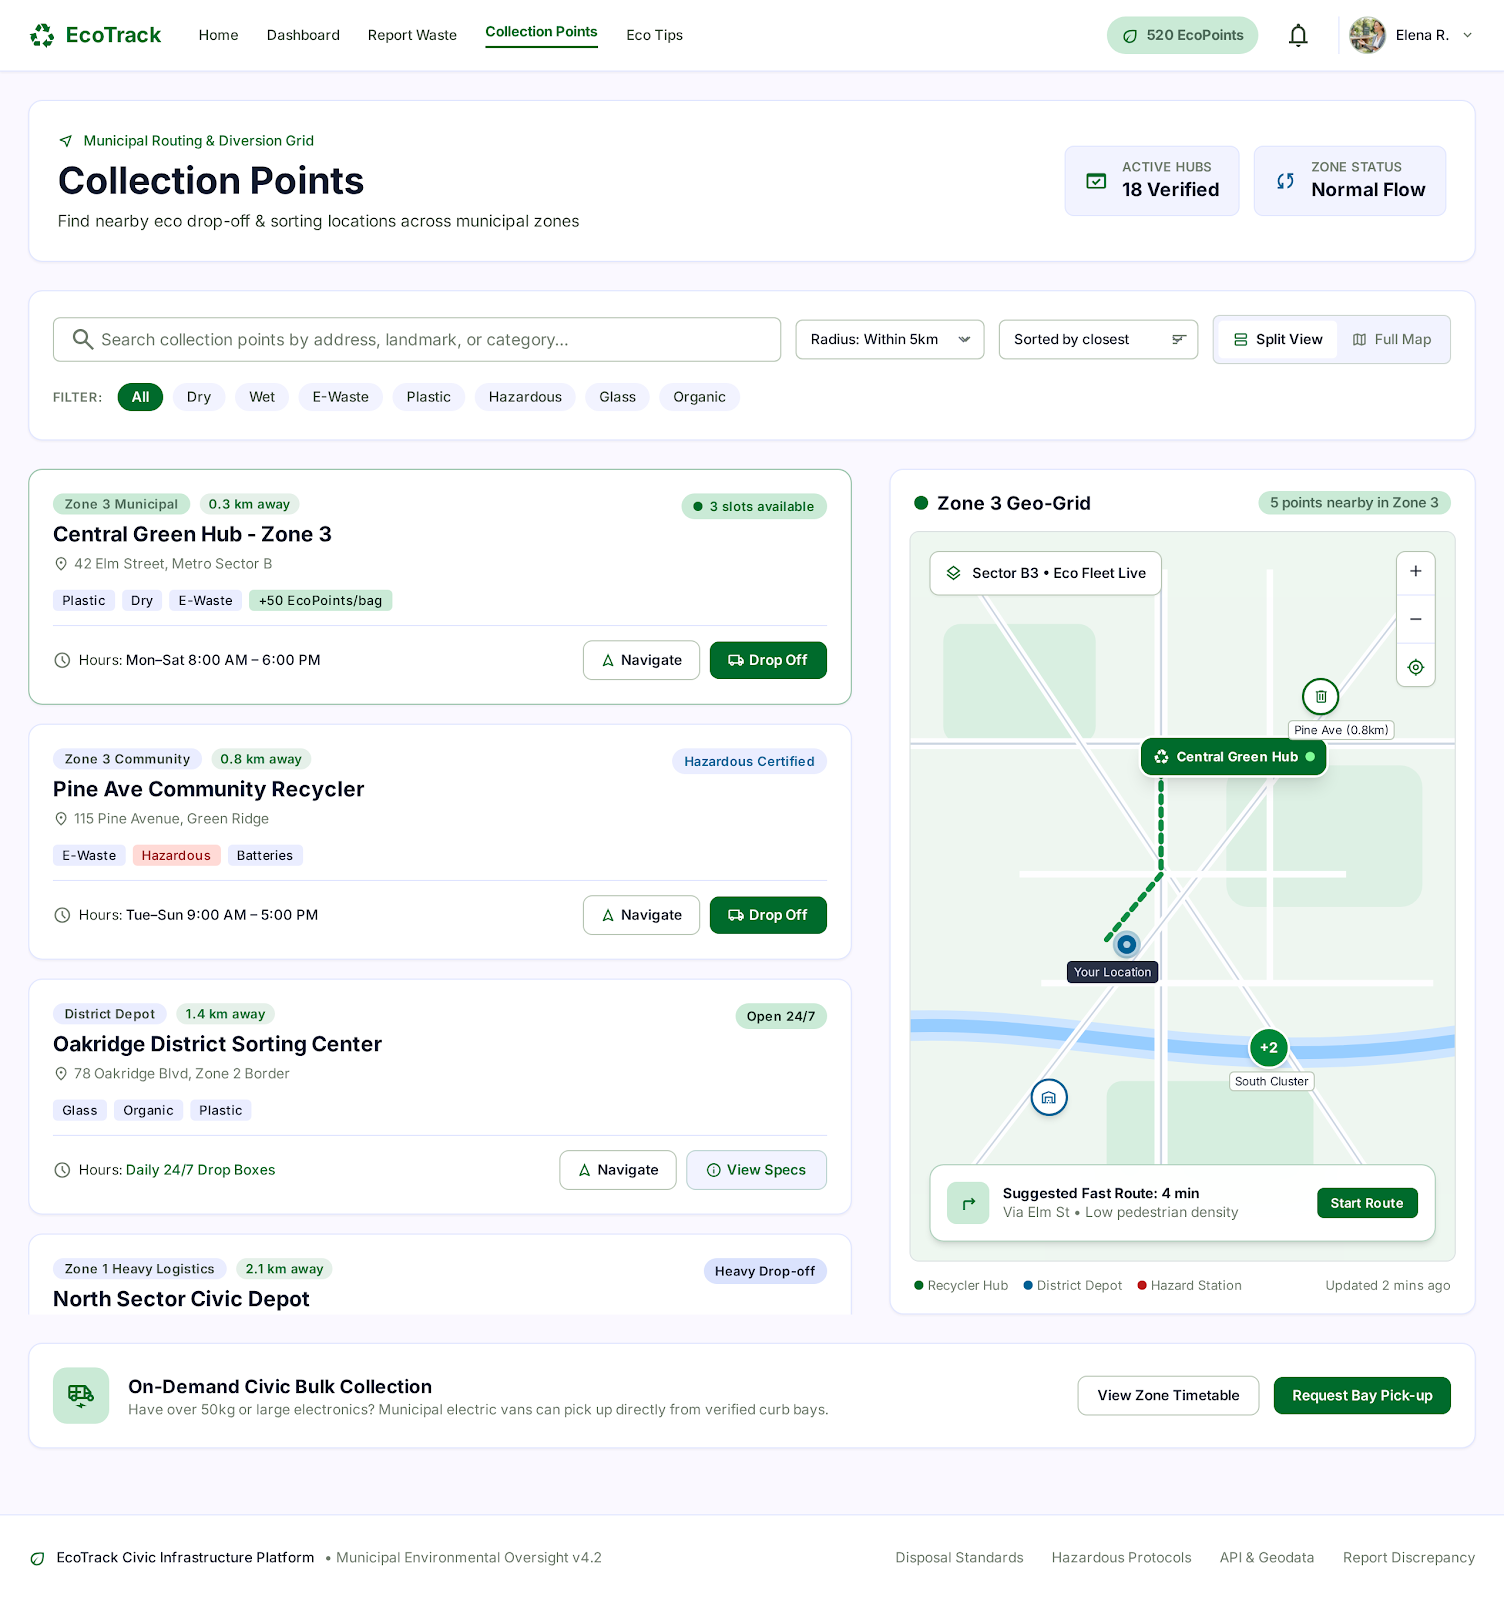 EcoTrack
Home
Dashboard
Report Waste
Collection Points
Eco Tips
520 EcoPoints
Elena R.
Municipal Routing & Diversion Grid
Collection Points
Find nearby eco drop-off & sorting locations across municipal zones
ACTIVE HUBS
18 Verified
ZONE STATUS
Normal Flow
Search collection points by address, landmark, or category...
Radius: Within 5km
Sorted by closest
Split View
Full Map
FILTER:
All
Dry
Wet
E-Waste
Plastic
Hazardous
Glass
Organic
Zone 3 Municipal
0.3 km away
3 slots available
Central Green Hub - Zone 3
42 Elm Street, Metro Sector B
Plastic
Dry
E-Waste
+50 EcoPoints/bag
Hours: Mon–Sat 8:00 AM – 6:00 PM
Navigate
Drop Off
Zone 3 Community
0.8 km away
Hazardous Certified
Pine Ave Community Recycler
115 Pine Avenue, Green Ridge
E-Waste
Hazardous
Batteries
Hours: Tue–Sun 9:00 AM – 5:00 PM
Navigate
Drop Off
District Depot
1.4 km away
Open 24/7
Oakridge District Sorting Center
78 Oakridge Blvd, Zone 2 Border
Glass
Organic
Plastic
Hours: Daily 24/7 Drop Boxes
Navigate
View Specs
Zone 1 Heavy Logistics
2.1 km away
Heavy Drop-off
North Sector Civic Depot
Zone 3 Geo-Grid
5 points nearby in Zone 3
Sector B3 • Eco Fleet Live
+
−
Pine Ave (0.8km)
Central Green Hub
Your Location
+2
South Cluster
Suggested Fast Route: 4 min
Via Elm St • Low pedestrian density
Start Route
Recycler Hub
District Depot
Hazard Station
Updated 2 mins ago
On-Demand Civic Bulk Collection
Have over 50kg or large electronics? Municipal electric vans can pick up directly from verified curb bays.
View Zone Timetable
Request Bay Pick-up
EcoTrack Civic Infrastructure Platform • Municipal Environmental Oversight v4.2
Disposal Standards
Hazardous Protocols
API & Geodata
Report Discrepancy